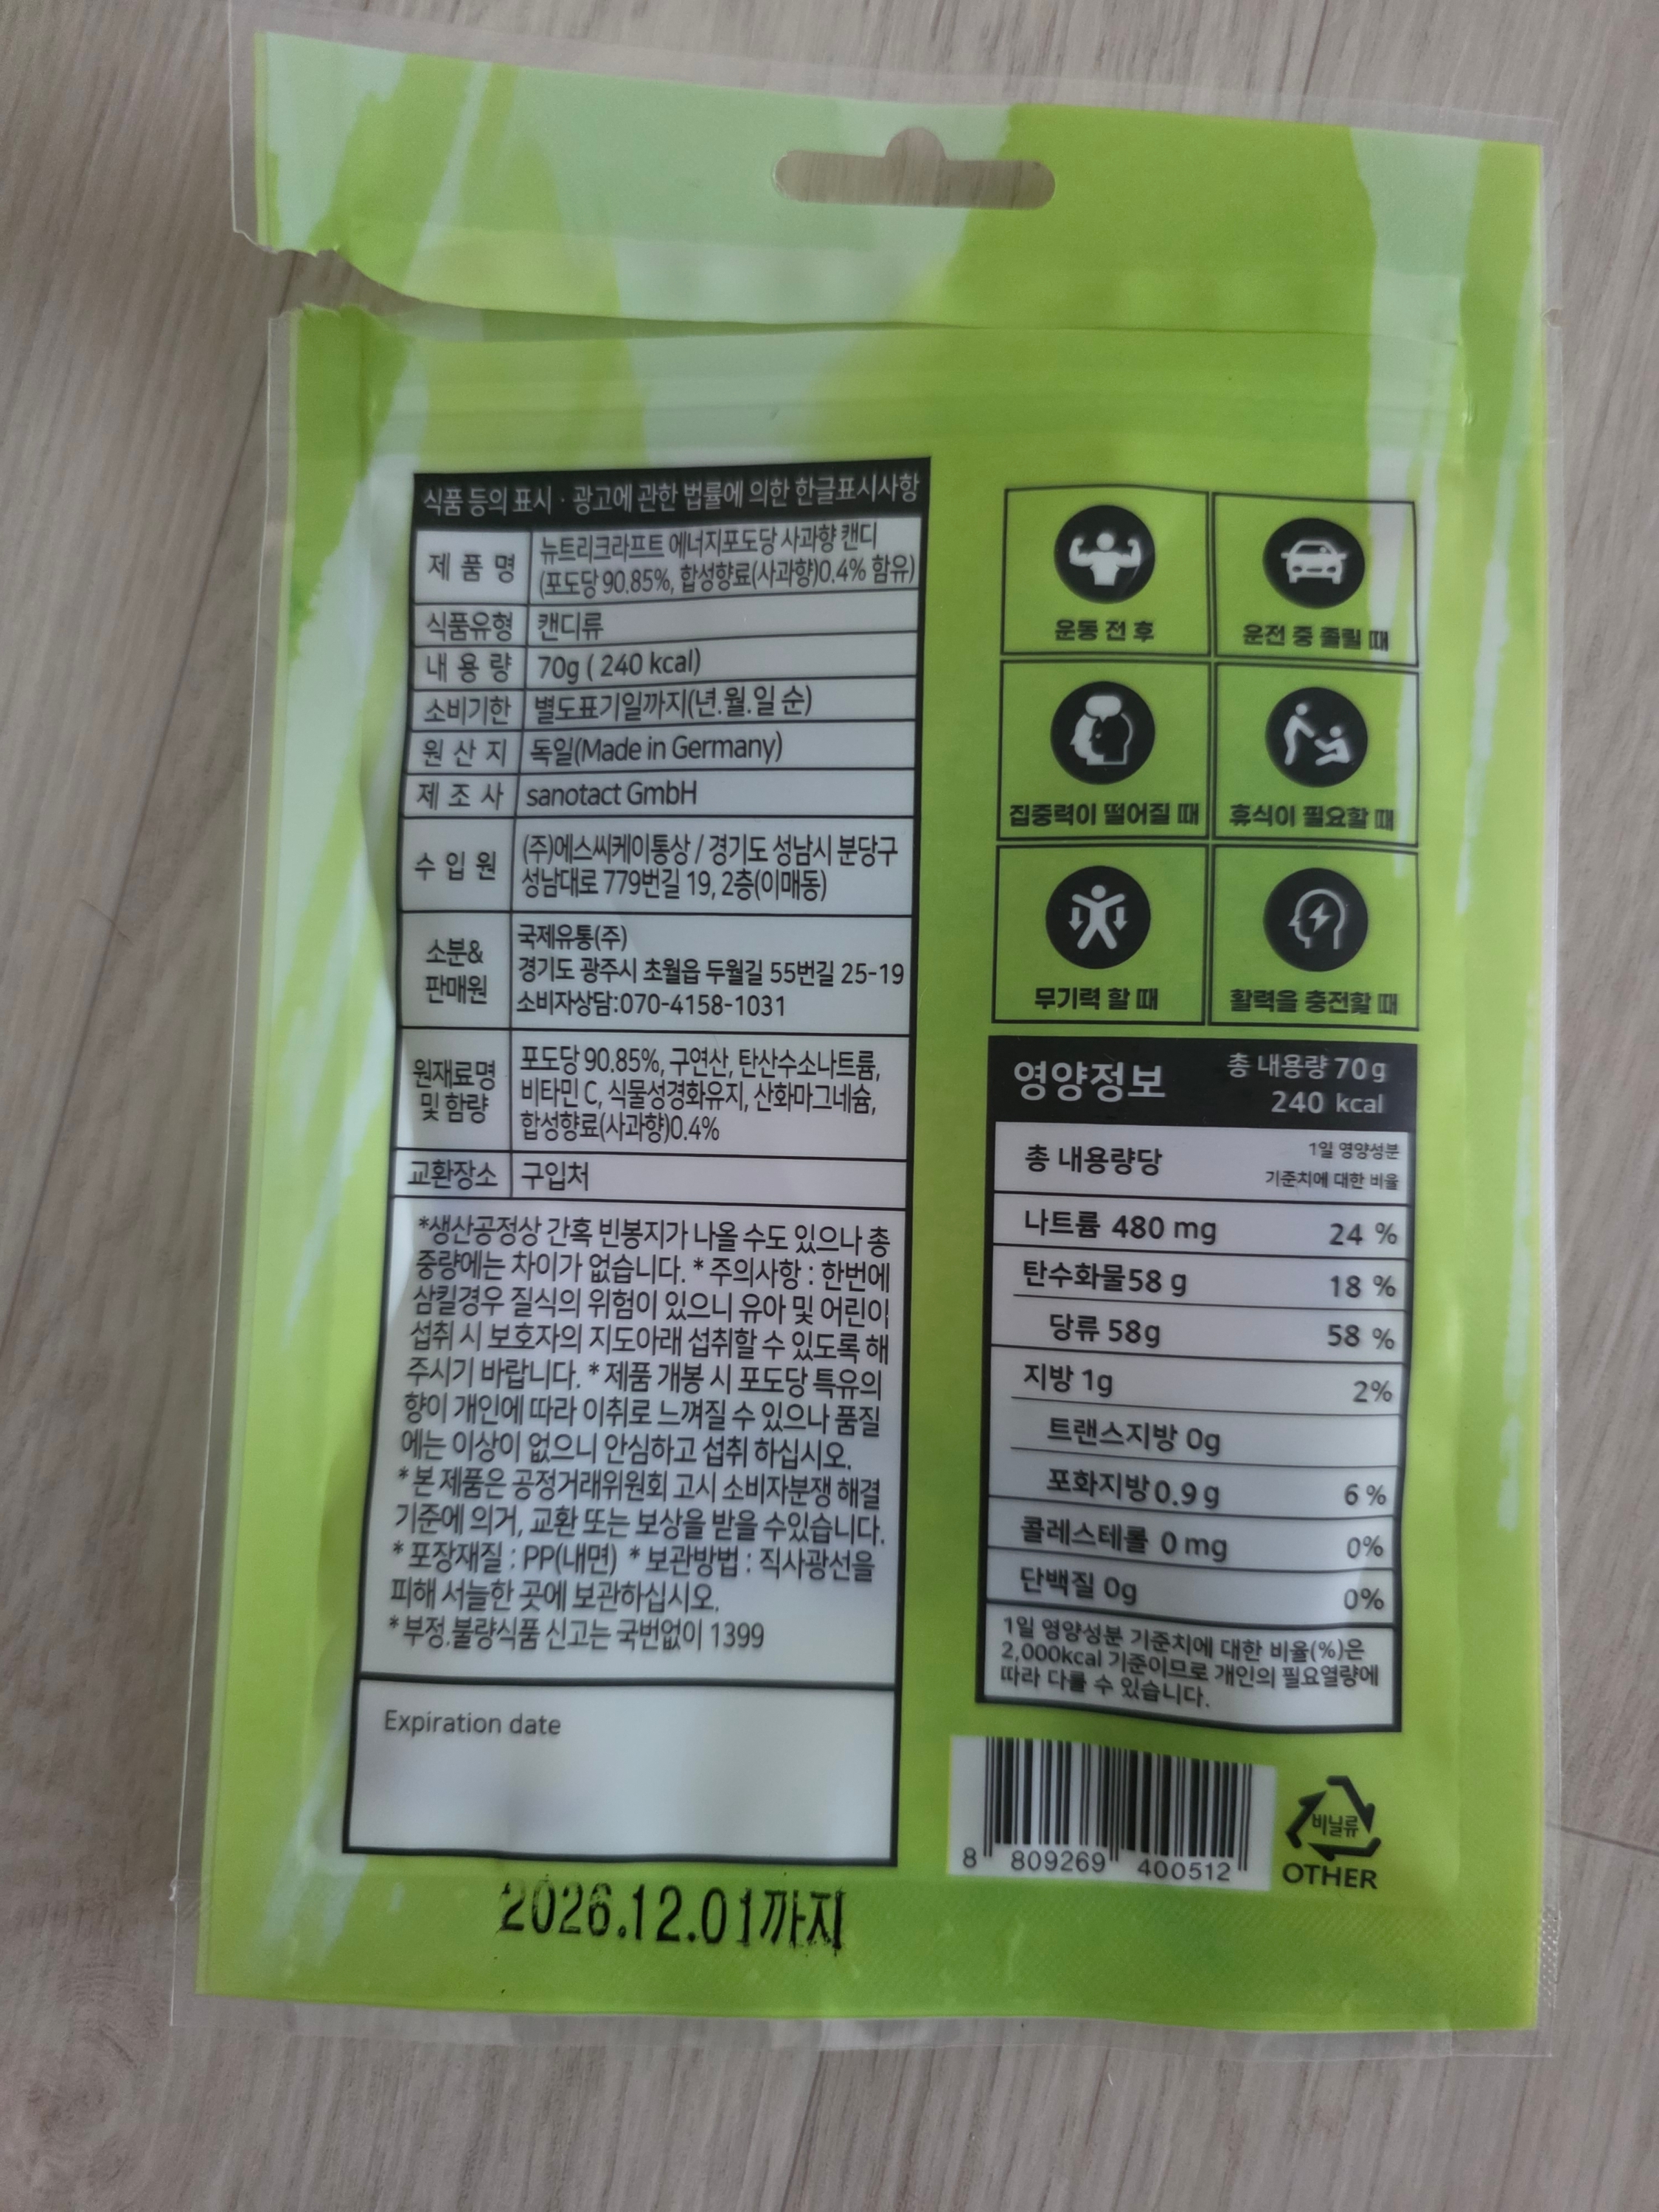 식품 등의 표시 · 광고에 관한 법률에 의한 한글표시사항
제 품 명 뉴트리크라프트 에너지포도당 사과향 캔디
(포도당 90.85%, 합성향료(사과향)0.4% 함유)
식품유형 캔디류
내 용 량 70g ( 240 kcal)
소비기한 별도표기일까지(년.월.일 순)
원 산 지 독일(Made in Germany)
제 조 사 sanotact GmbH
수 입 원 (주)에스씨케이통상 / 경기도 성남시 분당구
성남대로 779번길 19, 2층(이매동)
소분&
판매원
국제유통(주)
경기도 광주시 초월읍 두월길 55번길 25-19
소비자상담:070-4158-1031
원재료명
및 함량
포도당 90.85%, 구연산, 탄산수소나트륨,
비타민 C, 식물성경화유지, 산화마그네슘,
합성향료(사과향)0.4%
교환장소 구입처
*생산공정상 간혹 빈봉지가 나올 수도 있으나 총
중량에는 차이가 없습니다. * 주의사항 : 한번에
삼킬경우 질식의 위험이 있으니 유아 및 어린이
섭취 시 보호자의 지도아래 섭취할 수 있도록 해
주시기 바랍니다. * 제품 개봉 시 포도당 특유의
향이 개인에 따라 이취로 느껴질 수 있으나 품질
에는 이상이 없으니 안심하고 섭취 하십시오.
* 본 제품은 공정거래위원회 고시 소비자분쟁 해결
기준에 의거, 교환 또는 보상을 받을 수있습니다.
* 포장재질 : PP(내면) * 보관방법 : 직사광선을
피해 서늘한 곳에 보관하십시오.
* 부정.불량식품 신고는 국번없이 1399
Expiration date
2026.12.01까지
운동 전 후
운전 중 졸릴 때
집중력이 떨어질 때
휴식이 필요할 때
무기력 할 때
활력을 충전할 때
영양정보
총 내용량 70g
240 kcal
총 내용량당
1일 영양성분
기준치에 대한 비율
나트륨 480 mg 24 %
탄수화물58 g 18 %
당류 58g 58 %
지방 1g 2%
트랜스지방 0g
포화지방 0.9 g 6 %
콜레스테롤 0 mg 0%
단백질 0g 0%
1일 영양성분 기준치에 대한 비율(%)은
2,000kcal 기준이므로 개인의 필요열량에
따라 다를 수 있습니다.
8 809269 400512
비닐류
OTHER